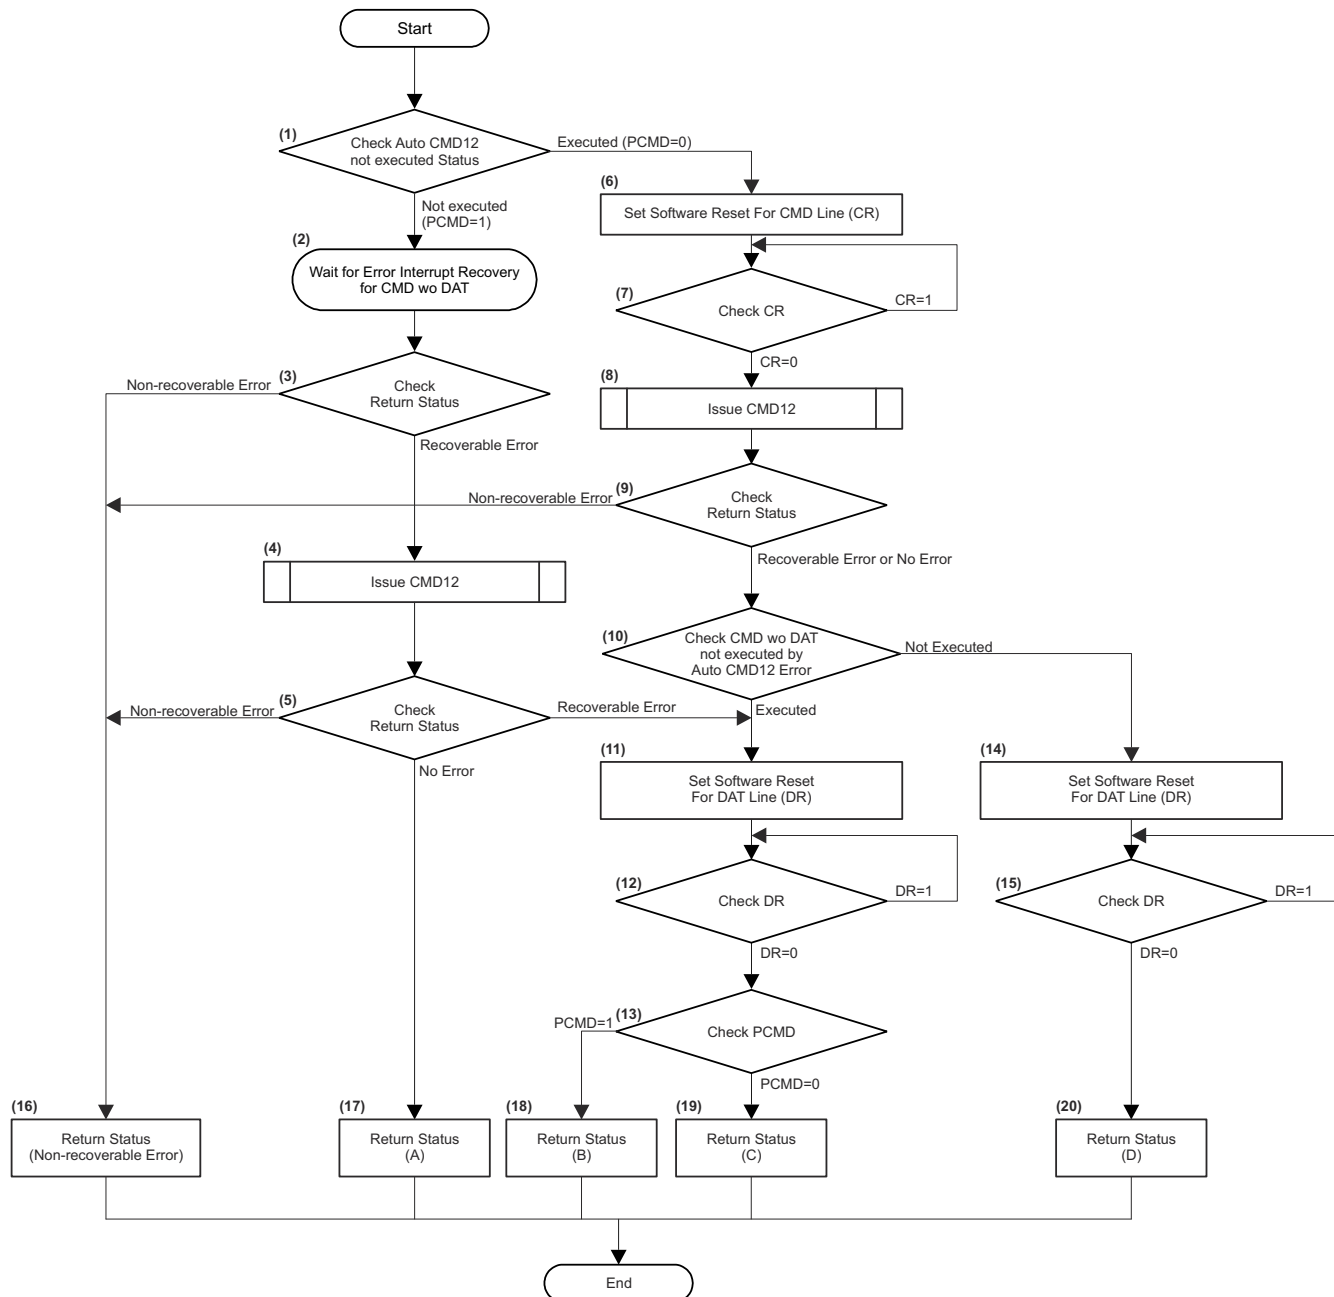 Start
(1)
Check Auto CMD12
not executed Status
Executed (PCMD=0)
Not executed
(PCMD=1)
(6)
Set Software Reset For CMD Line (CR)
(2)
Wait for Error Interrupt Recovery
for CMD wo DAT
(7)
Check CR
CR=1
CR=0
Non-recoverable Error
(3)
Check
Return Status
Recoverable Error
(8)
Issue CMD12
Non-recoverable Error
(9)
Check
Return Status
Recoverable Error or No Error
(4)
Issue CMD12
(10)
Check CMD wo DAT
not executed by
Auto CMD12 Error
Not Executed
Executed
Non-recoverable Error
(5)
Check
Return Status
Recoverable Error
No Error
(11)
Set Software Reset
For DAT Line (DR)
(14)
Set Software Reset
For DAT Line (DR)
(12)
Check DR
DR=1
DR=0
(15)
Check DR
DR=1
DR=0
PCMD=1
(13)
Check PCMD
PCMD=0
(16)
Return Status
(Non-recoverable Error)
(17)
Return Status
(A)
(18)
Return Status
(B)
(19)
Return Status
(C)
(20)
Return Status
(D)
End